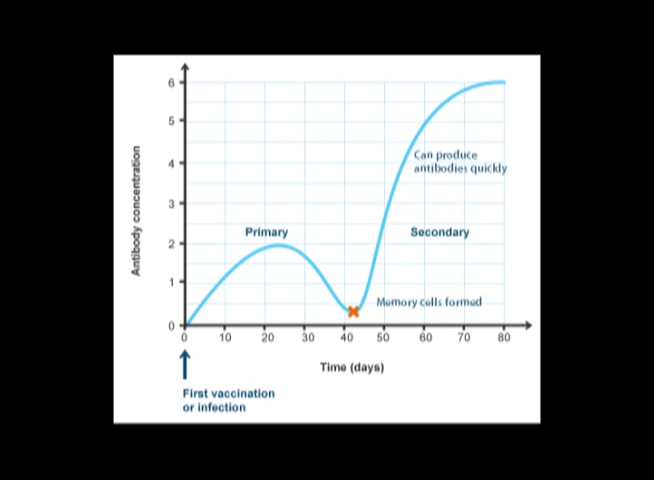 6
5
4
3
2
1
0
Antibody concentration
Can produce
antibodies quickly
Primary
Secondary
Memory cells formed
0 10 20 30 40 50 60 70 80
Time (days)
First vaccination
or infection